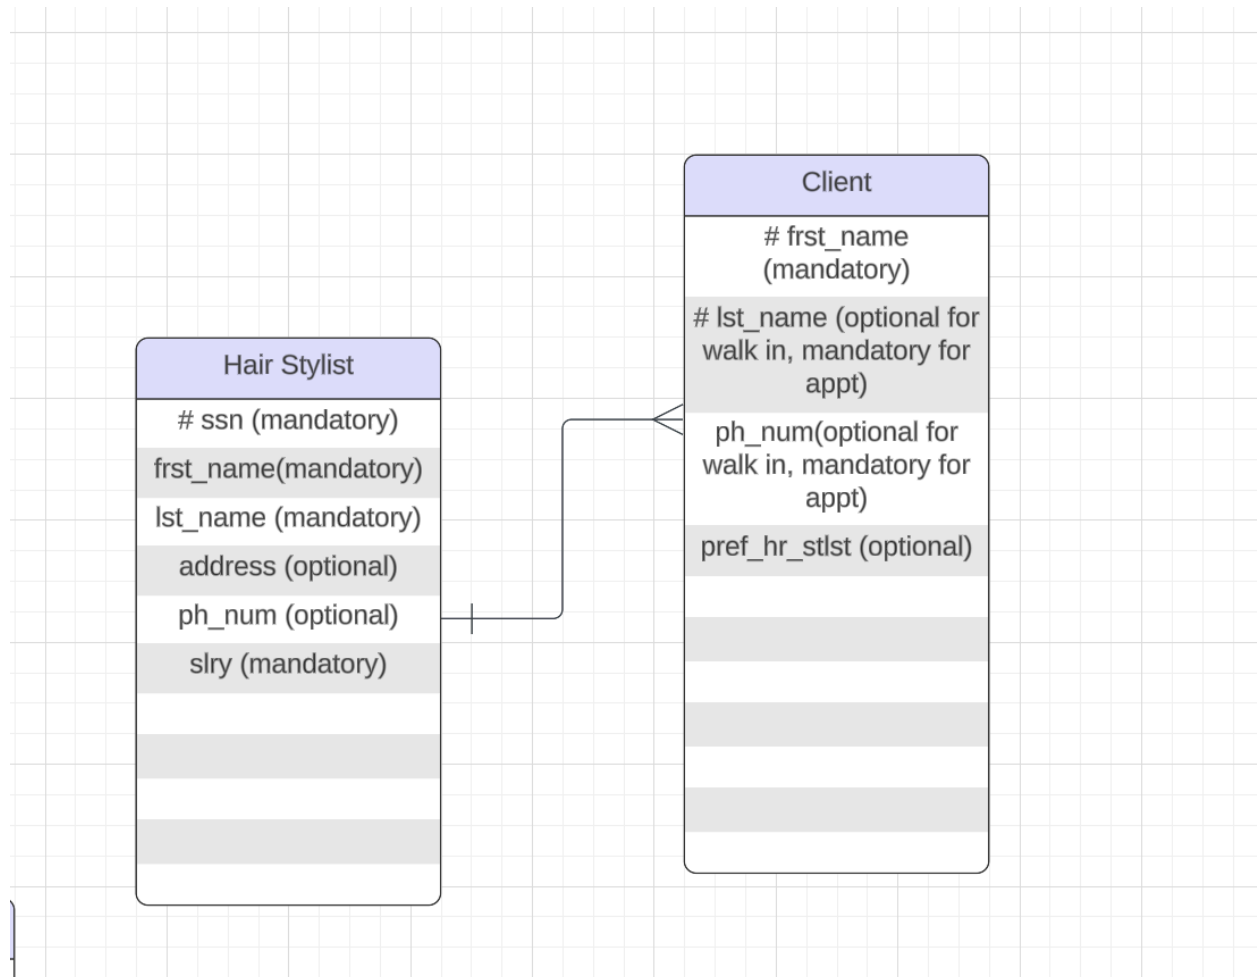 Hair Stylist
# ssn (mandatory)
frst_name(mandatory)
lst_name (mandatory)
address (optional)
ph_num (optional)
slry (mandatory)
Client
# frst_name
(mandatory)
# lst_name (optional for
walk in, mandatory for
appt)
ph_num(optional for
walk in, mandatory for
appt)
pref_hr_stlst (optional)